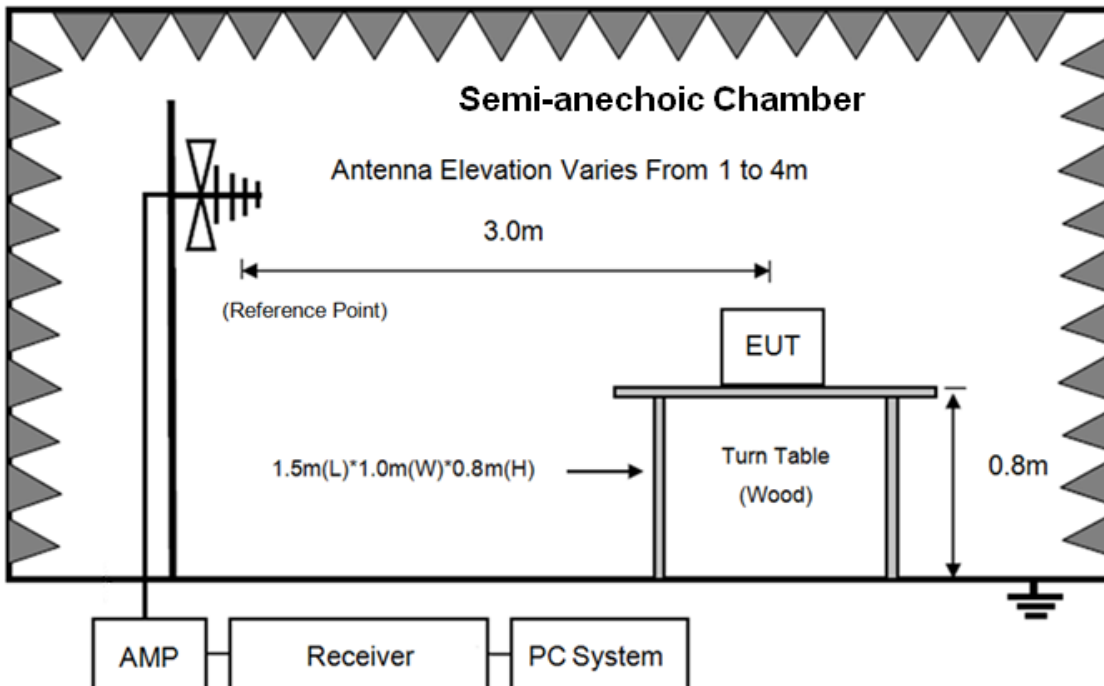 Semi-anechoic Chamber
Antenna Elevation Varies From 1 to 4m
3.0m
(Reference Point)
EUT
1.5m(L)*1.0m(W)*0.8m(H)
Turn Table
(Wood)
0.8m
AMP
Receiver
PC System